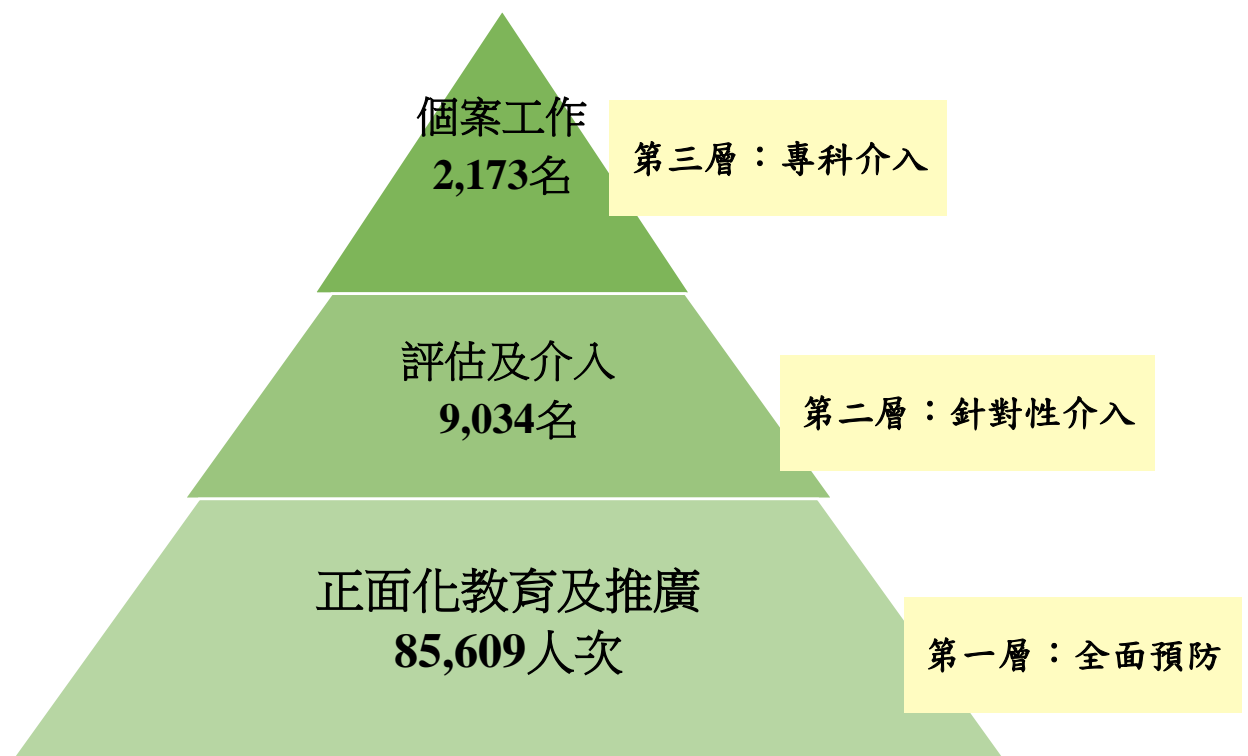 個案工作
2,173名
第三層：專科介入
評估及介入
9,034名
第二層：針對性介入
正面化教育及推廣
85,609人次
第一層：全面預防